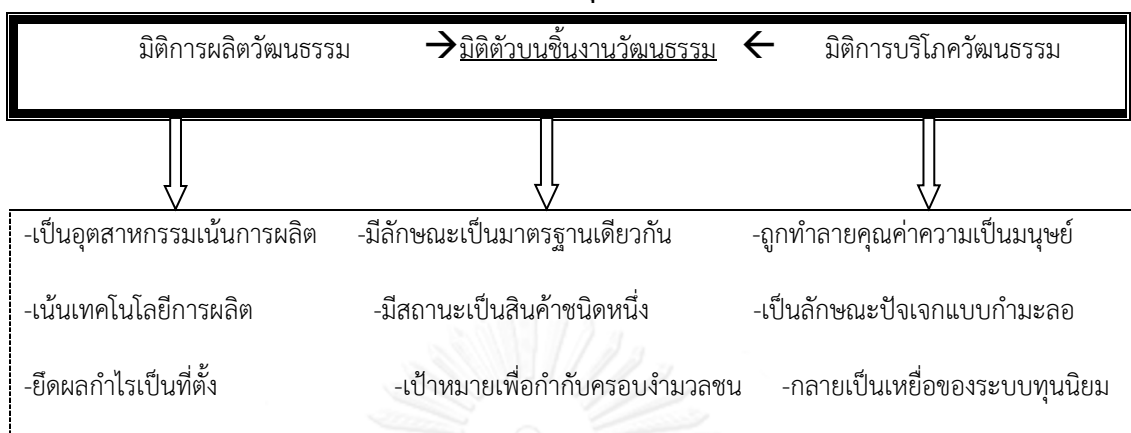 มิติการผลิตวัฒนธรรม → มิติตัวบนชิ้นงานวัฒนธรรม ← มิติการบริโภควัฒนธรรม
-เป็นอุตสาหกรรมเน้นการผลิต -มีลักษณะเป็นมาตรฐานเดียวกัน -ถูกทำลายคุณค่าความเป็นมนุษย์
-เน้นเทคโนโลยีการผลิต -มีสถานะเป็นสินค้าชนิดหนึ่ง -เป็นลักษณะปัจเจกแบบกำมะลอ
-ยึดผลกำไรเป็นที่ตั้ง -เป้าหมายเพื่อกำกับครอบงำมวลชน -กลายเป็นเหยื่อของระบบทุนนิยม